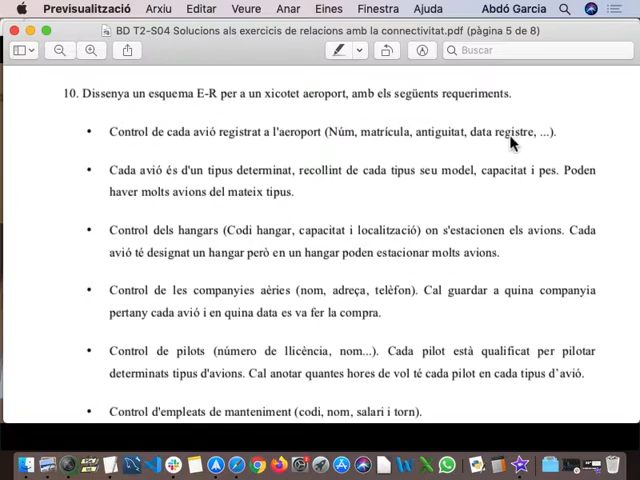 Previsualització Arxiu Editar Veure Anar Eines Finestra Ajuda Abdó Garcia
BD T2-S04 Solucions als exercicis de relacions amb la connectivitat.pdf (pàgina 5 de 8)
Buscar
10. Dissenya un esquema E-R per a un xicotet aeroport, amb els següents requeriments.
• Control de cada avió registrat a l'aeroport (Núm, matrícula, antiguitat, data registre, ...).
• Cada avió és d'un tipus determinat, recollint de cada tipus seu model, capacitat i pes. Poden
haver molts avions del mateix tipus.
• Control dels hangars (Codi hangar, capacitat i localització) on s'estacionen els avions. Cada
avió té designat un hangar però en un hangar poden estacionar molts avions.
• Control de les companyies aèries (nom, adreça, telèfon). Cal guardar a quina companyia
pertany cada avió i en quina data es va fer la compra.
• Control de pilots (número de llicència, nom...). Cada pilot està qualificat per pilotar
determinats tipus d'avions. Cal anotar quantes hores de vol té cada pilot en cada tipus d'avió.
• Control d'empleats de manteniment (codi, nom, salari i torn).